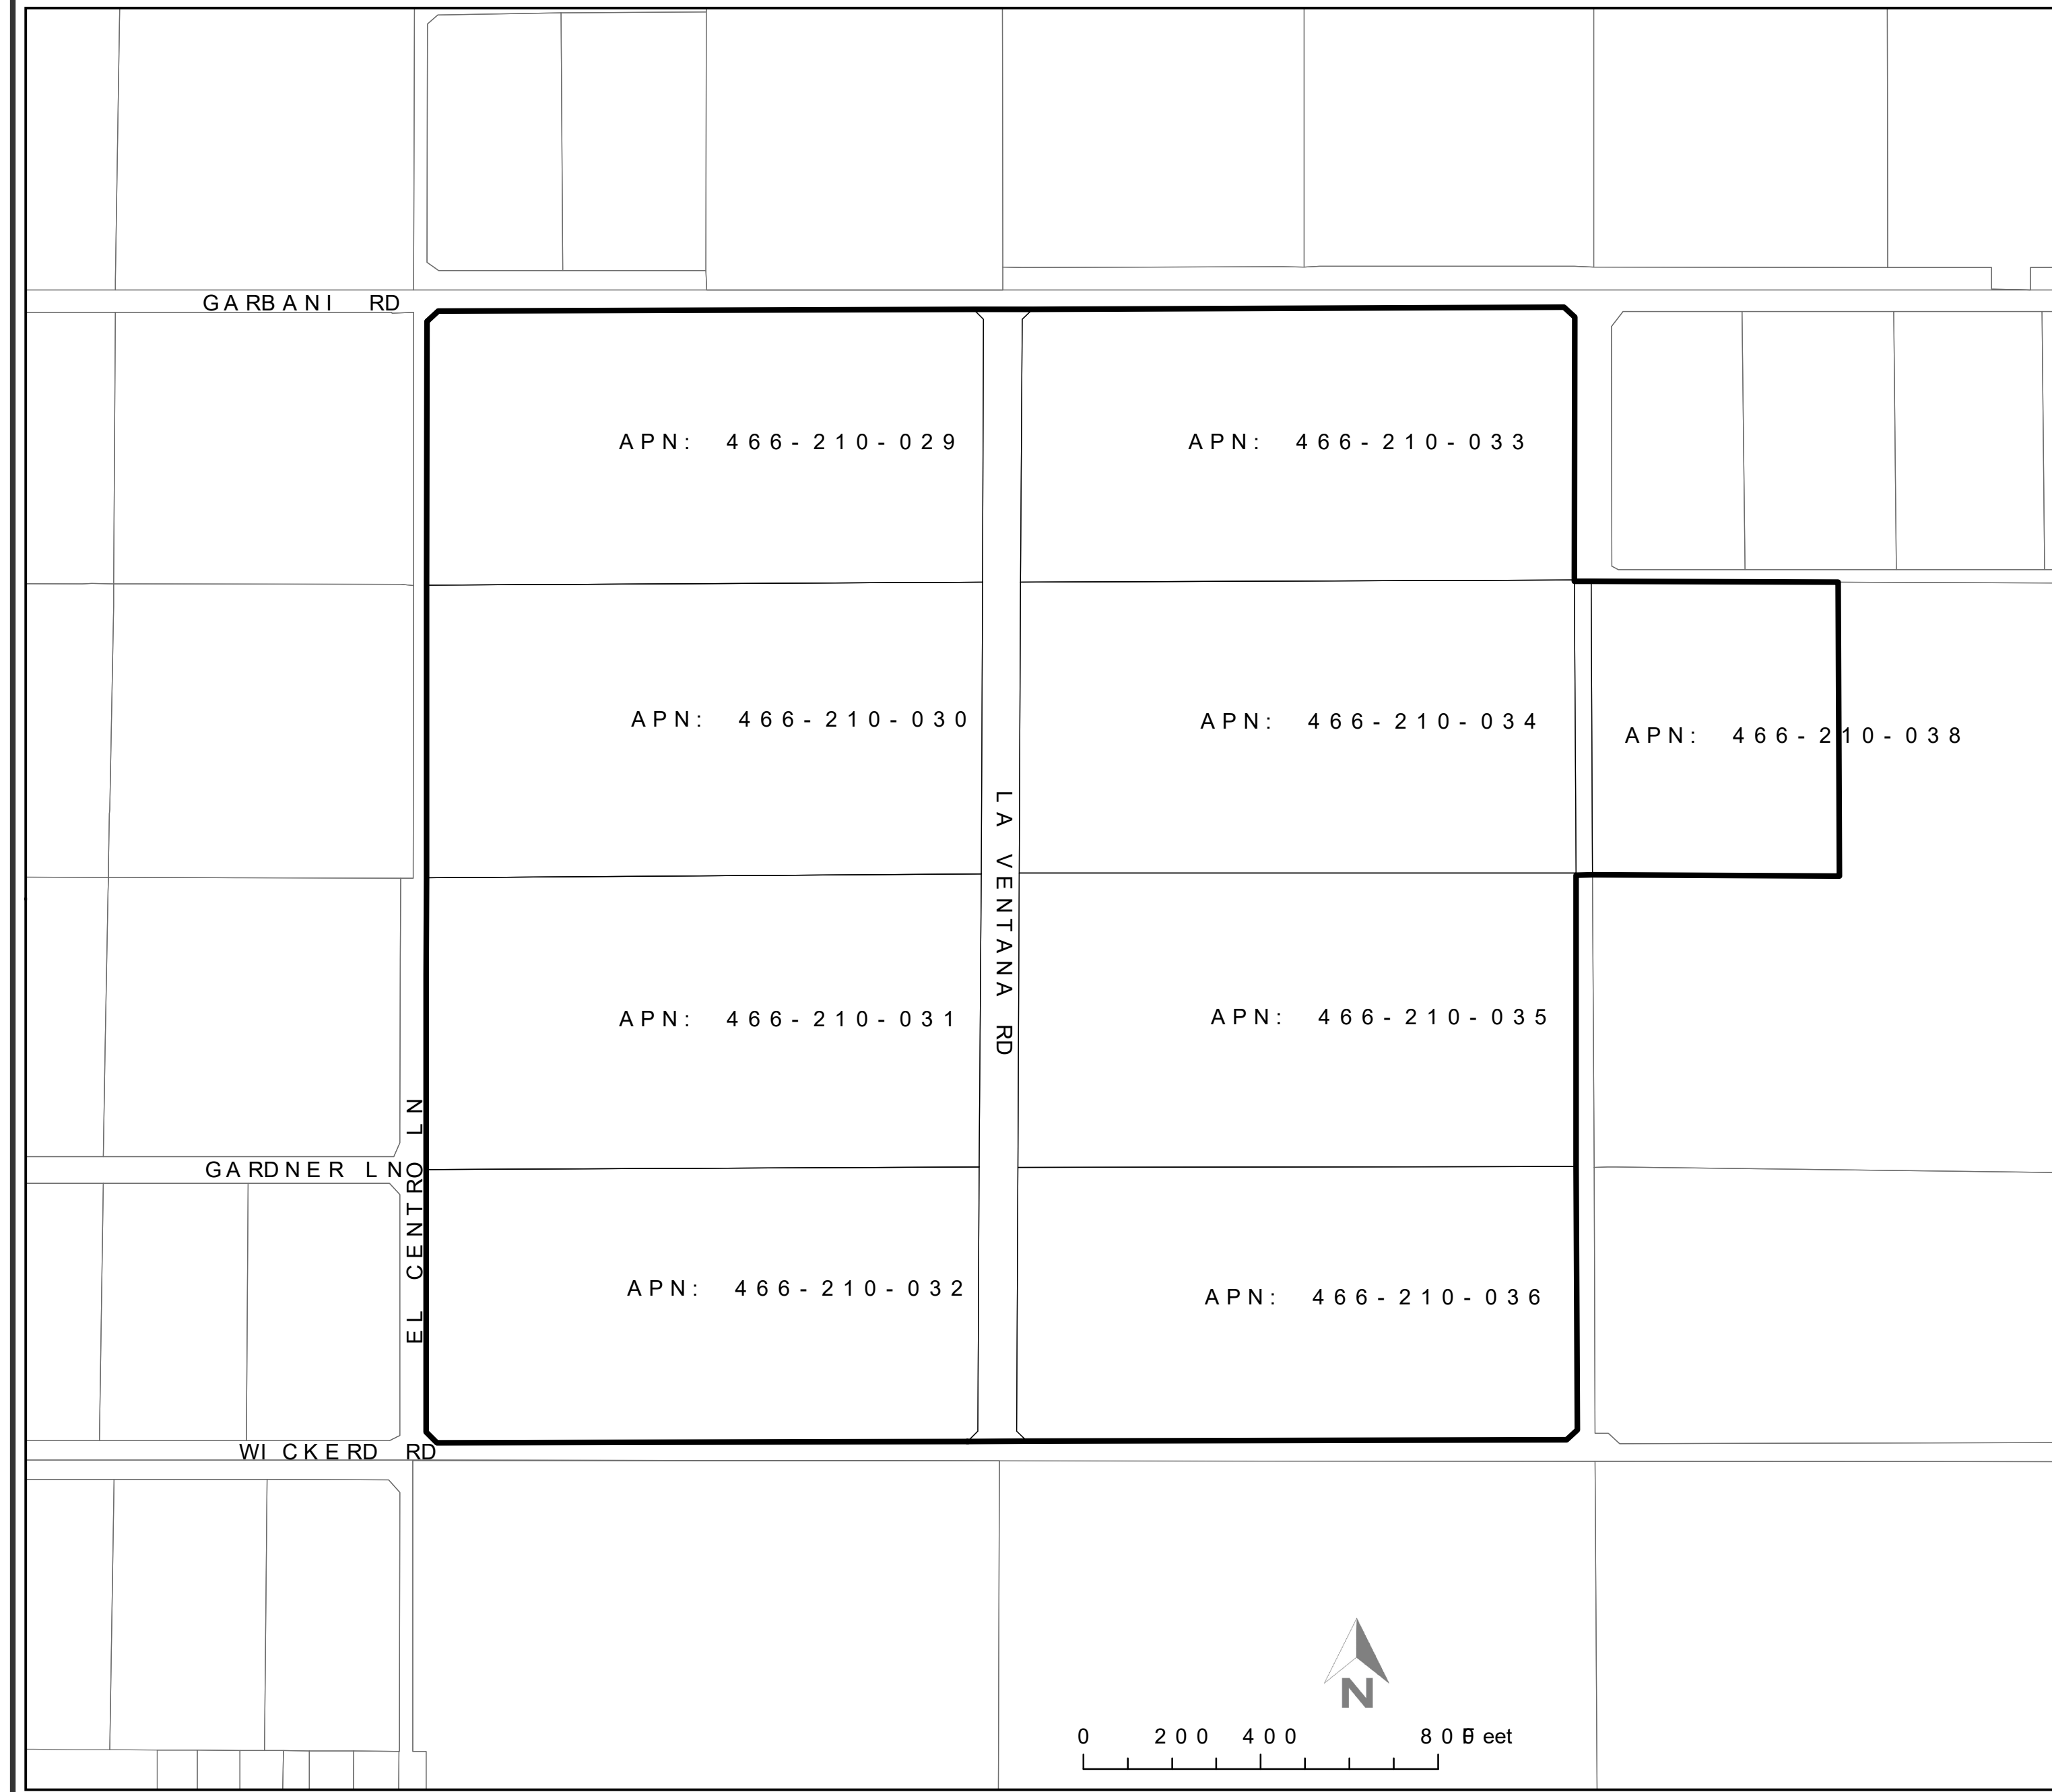 GARBANI RD
APN: 466-210-029
APN: 466-210-033
APN: 466-210-030
APN: 466-210-034
APN: 466-210-038
LA VENTANA RD
APN: 466-210-031
APN: 466-210-035
EL CENTRO LN
GARDNER LN
APN: 466-210-032
APN: 466-210-036
WICKERD RD
N
0 200 400 800 Feet